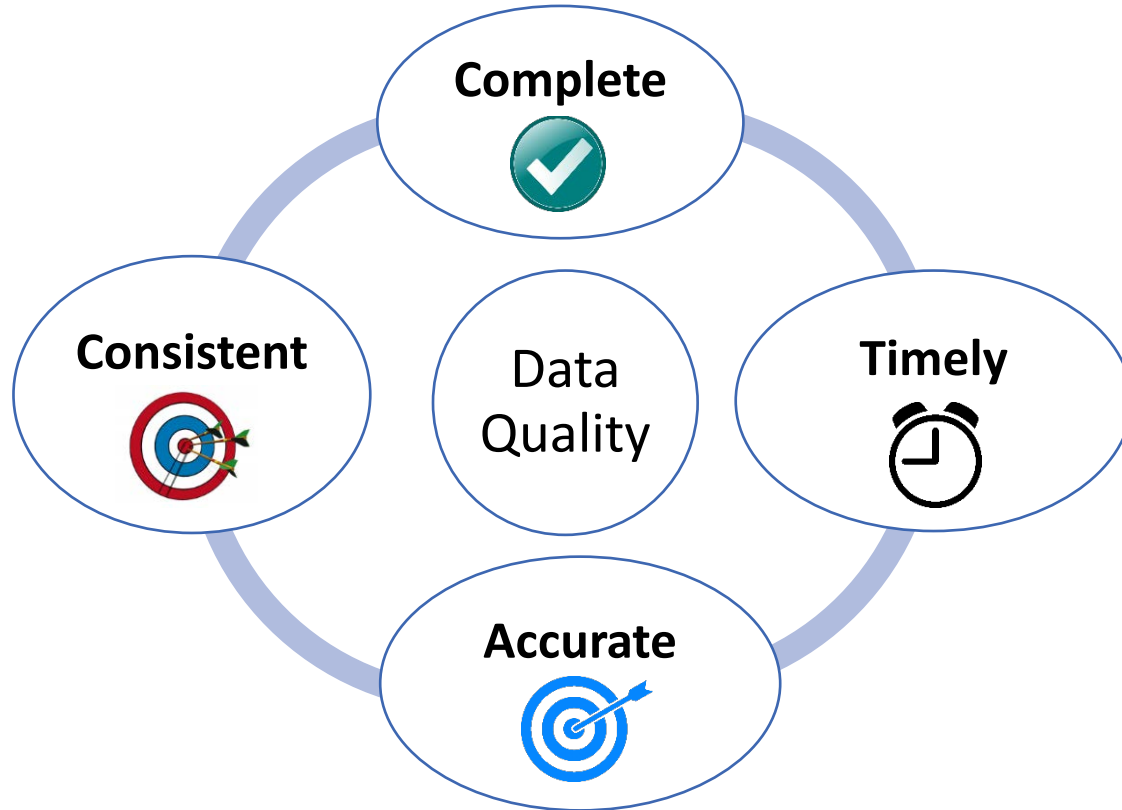 Complete
Consistent
Data
Quality
Timely
Accurate